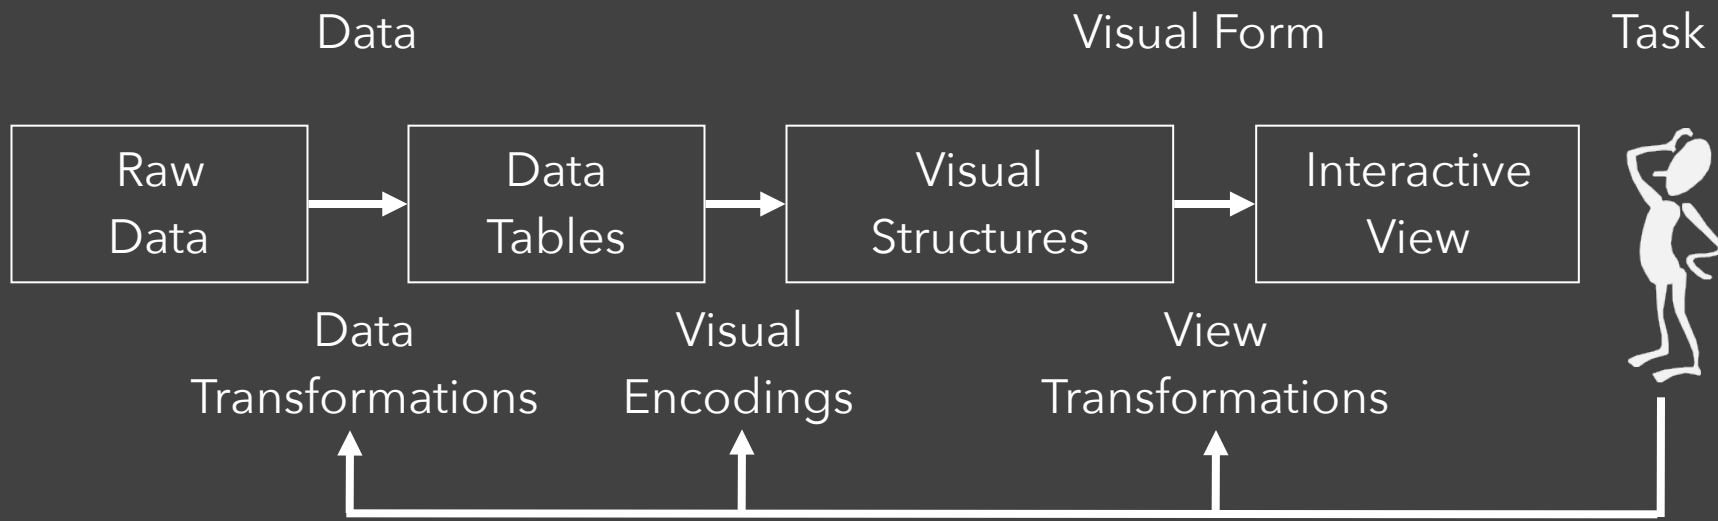 Data
Visual Form
Task
Raw
Data
Data
Tables
Visual
Structures
Interactive
View
Data
Transformations
Visual
Encodings
View
Transformations